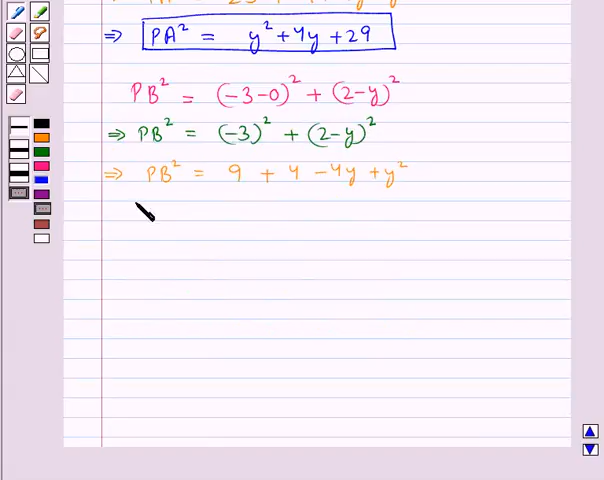 ⇒ PA² = y² + 4y + 29
PB² = (-3-0)² + (2-y)²
⇒ PB² = (-3)² + (2-y)²
⇒ PB² = 9 + 4 - 4y + y²